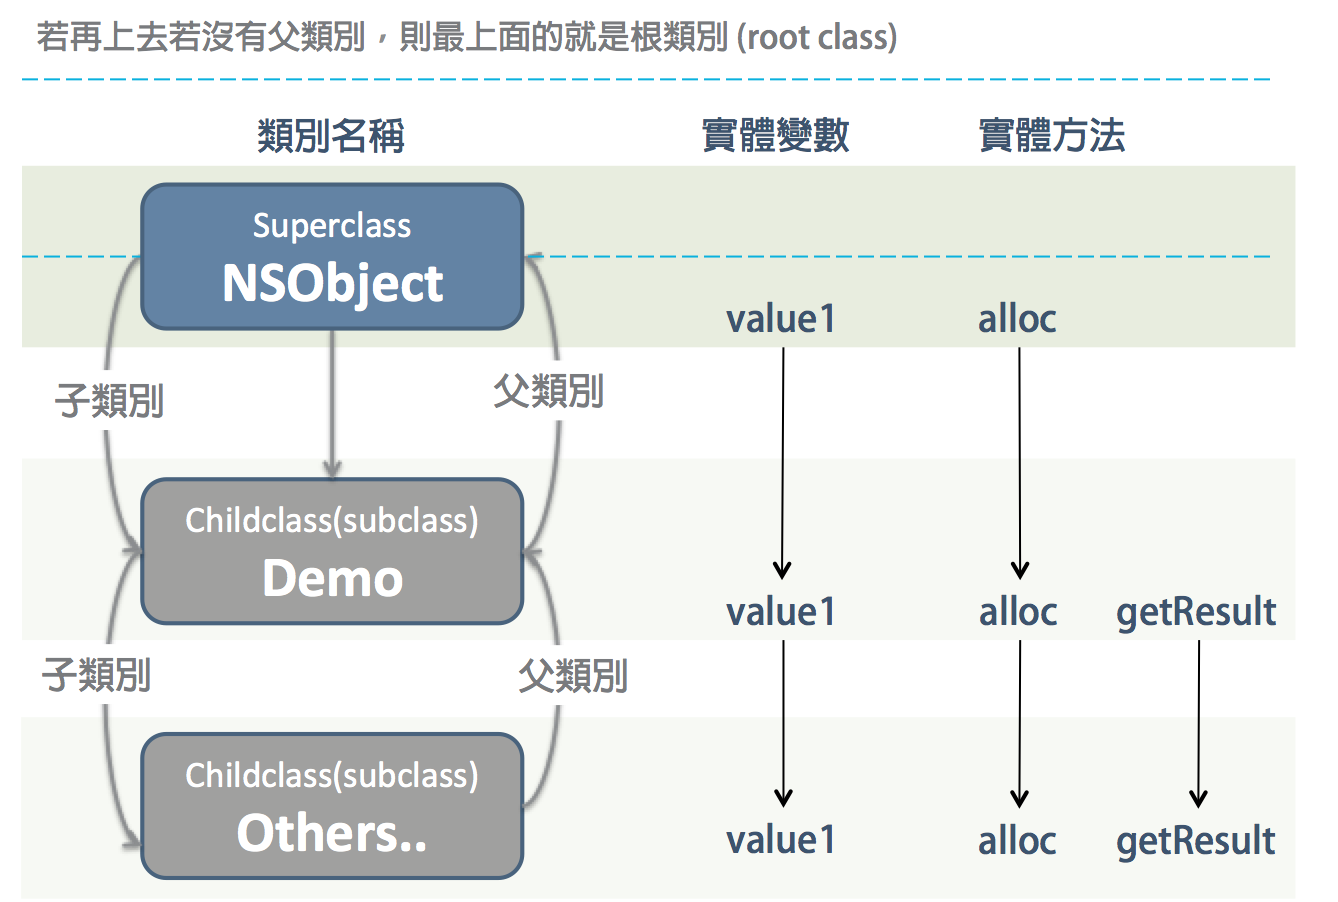 若再上去若沒有父類別，則最上面的就是根類別 (root class)
類別名稱 實體變數 實體方法
Superclass
NSObject
value1 alloc
子類別 父類別
Childclass(subclass)
Demo
value1 alloc getResult
子類別 父類別
Childclass(subclass)
Others..
value1 alloc getResult